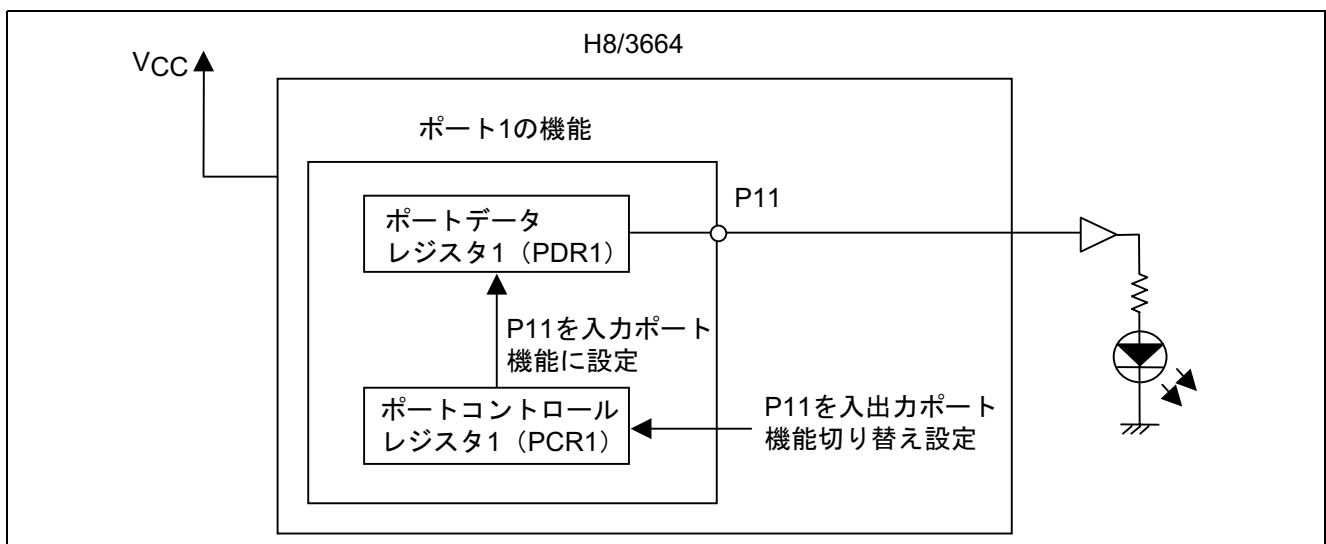 H8/3664
VCC
ポート1の機能
P11
ポートデータ
レジスタ1（PDR1）
P11を入力ポート
機能に設定
ポートコントロール
レジスタ1（PCR1）
P11を入出力ポート
機能切り替え設定